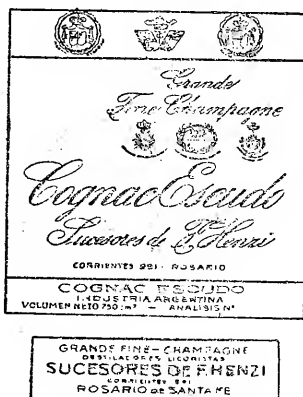 Grande
Fine Champagne
Cognac Escudo
Sucesores de F. Henzi
CORRIENTES 991 - ROSARIO
COGNAC ESCUDO
INDUSTRIA ARGENTINA
VOLUMEN NETO 750 cm³ — ANALISIS Nº
GRANDE FINE-CHAMPAGNE
DESTILADORES LICORISTAS
SUCESORES DE F. HENZI
CORRIENTES 991
ROSARIO DE SANTA FE